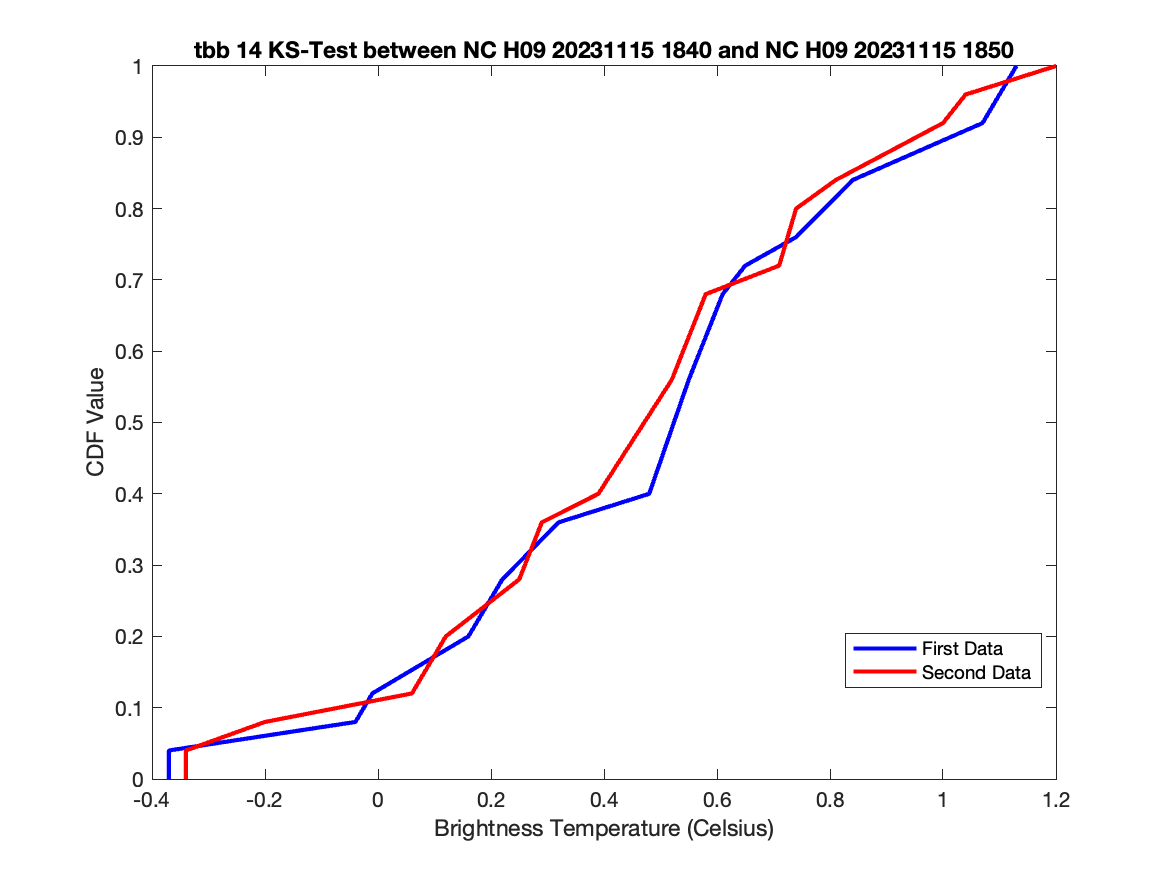 tbb 14 KS-Test between NC H09 20231115 1840 and NC H09 20231115 1850
1
0.9
0.8
0.7
0.6
0.5
0.4
0.3
0.2
0.1
0
CDF Value
First Data
Second Data
-0.4 -0.2 0 0.2 0.4 0.6 0.8 1 1.2
Brightness Temperature (Celsius)